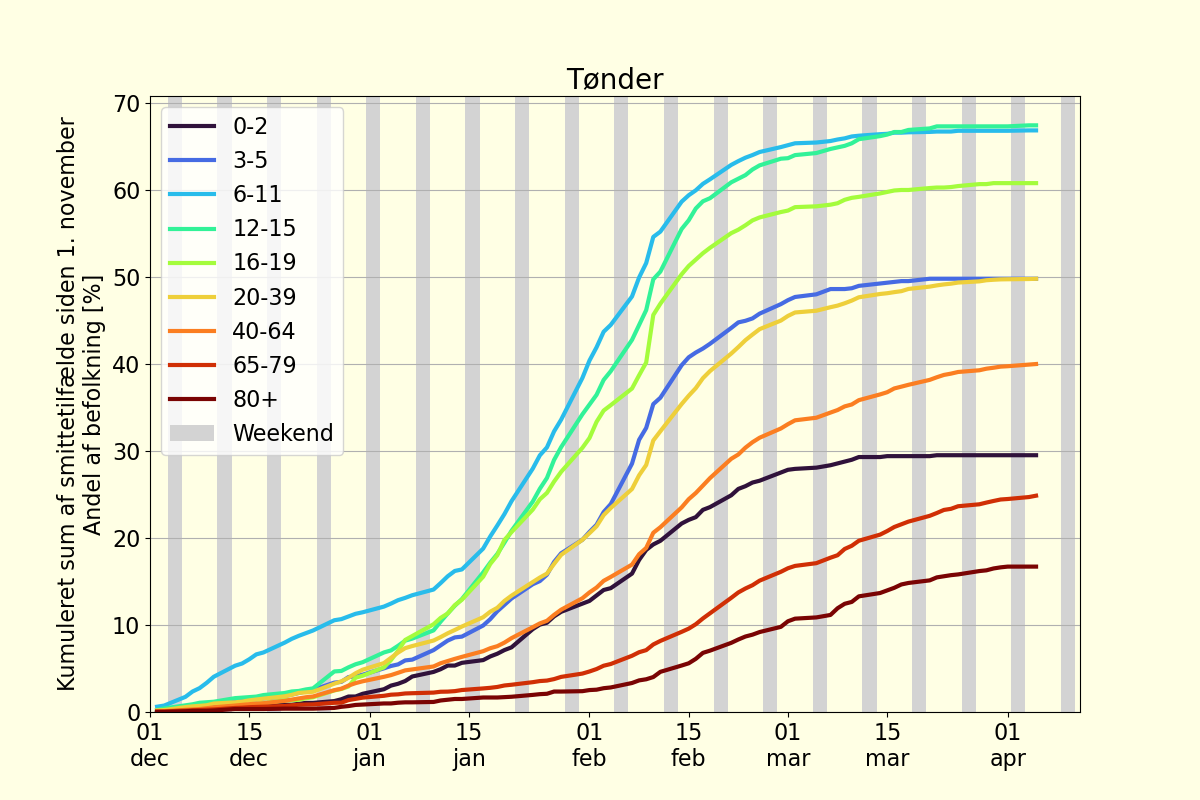 Tønder
Kumuleret sum af smittetilfælde siden 1. november
Andel af befolkning [%]
70
60
50
40
30
20
10
0
0-2
3-5
6-11
12-15
16-19
20-39
40-64
65-79
80+
Weekend
01 15 01 15 01 15 01 15 01
dec dec jan jan feb feb mar mar apr